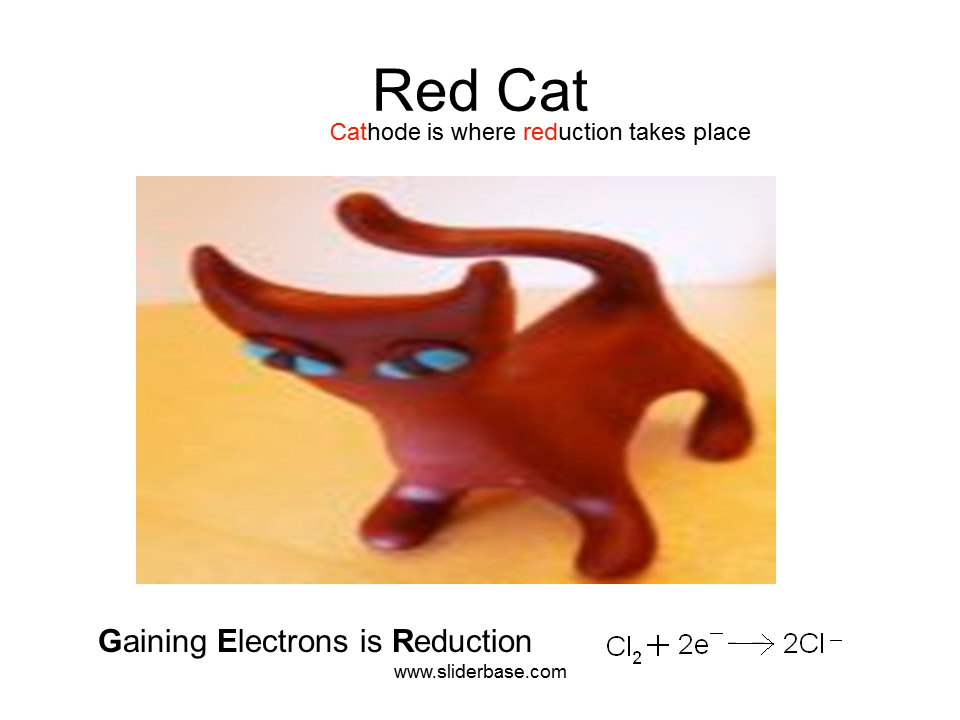 Red Cat
Cathode is where reduction takes place
Gaining Electrons is Reduction
Cl₂ + 2e⁻ → 2Cl⁻
www.sliderbase.com